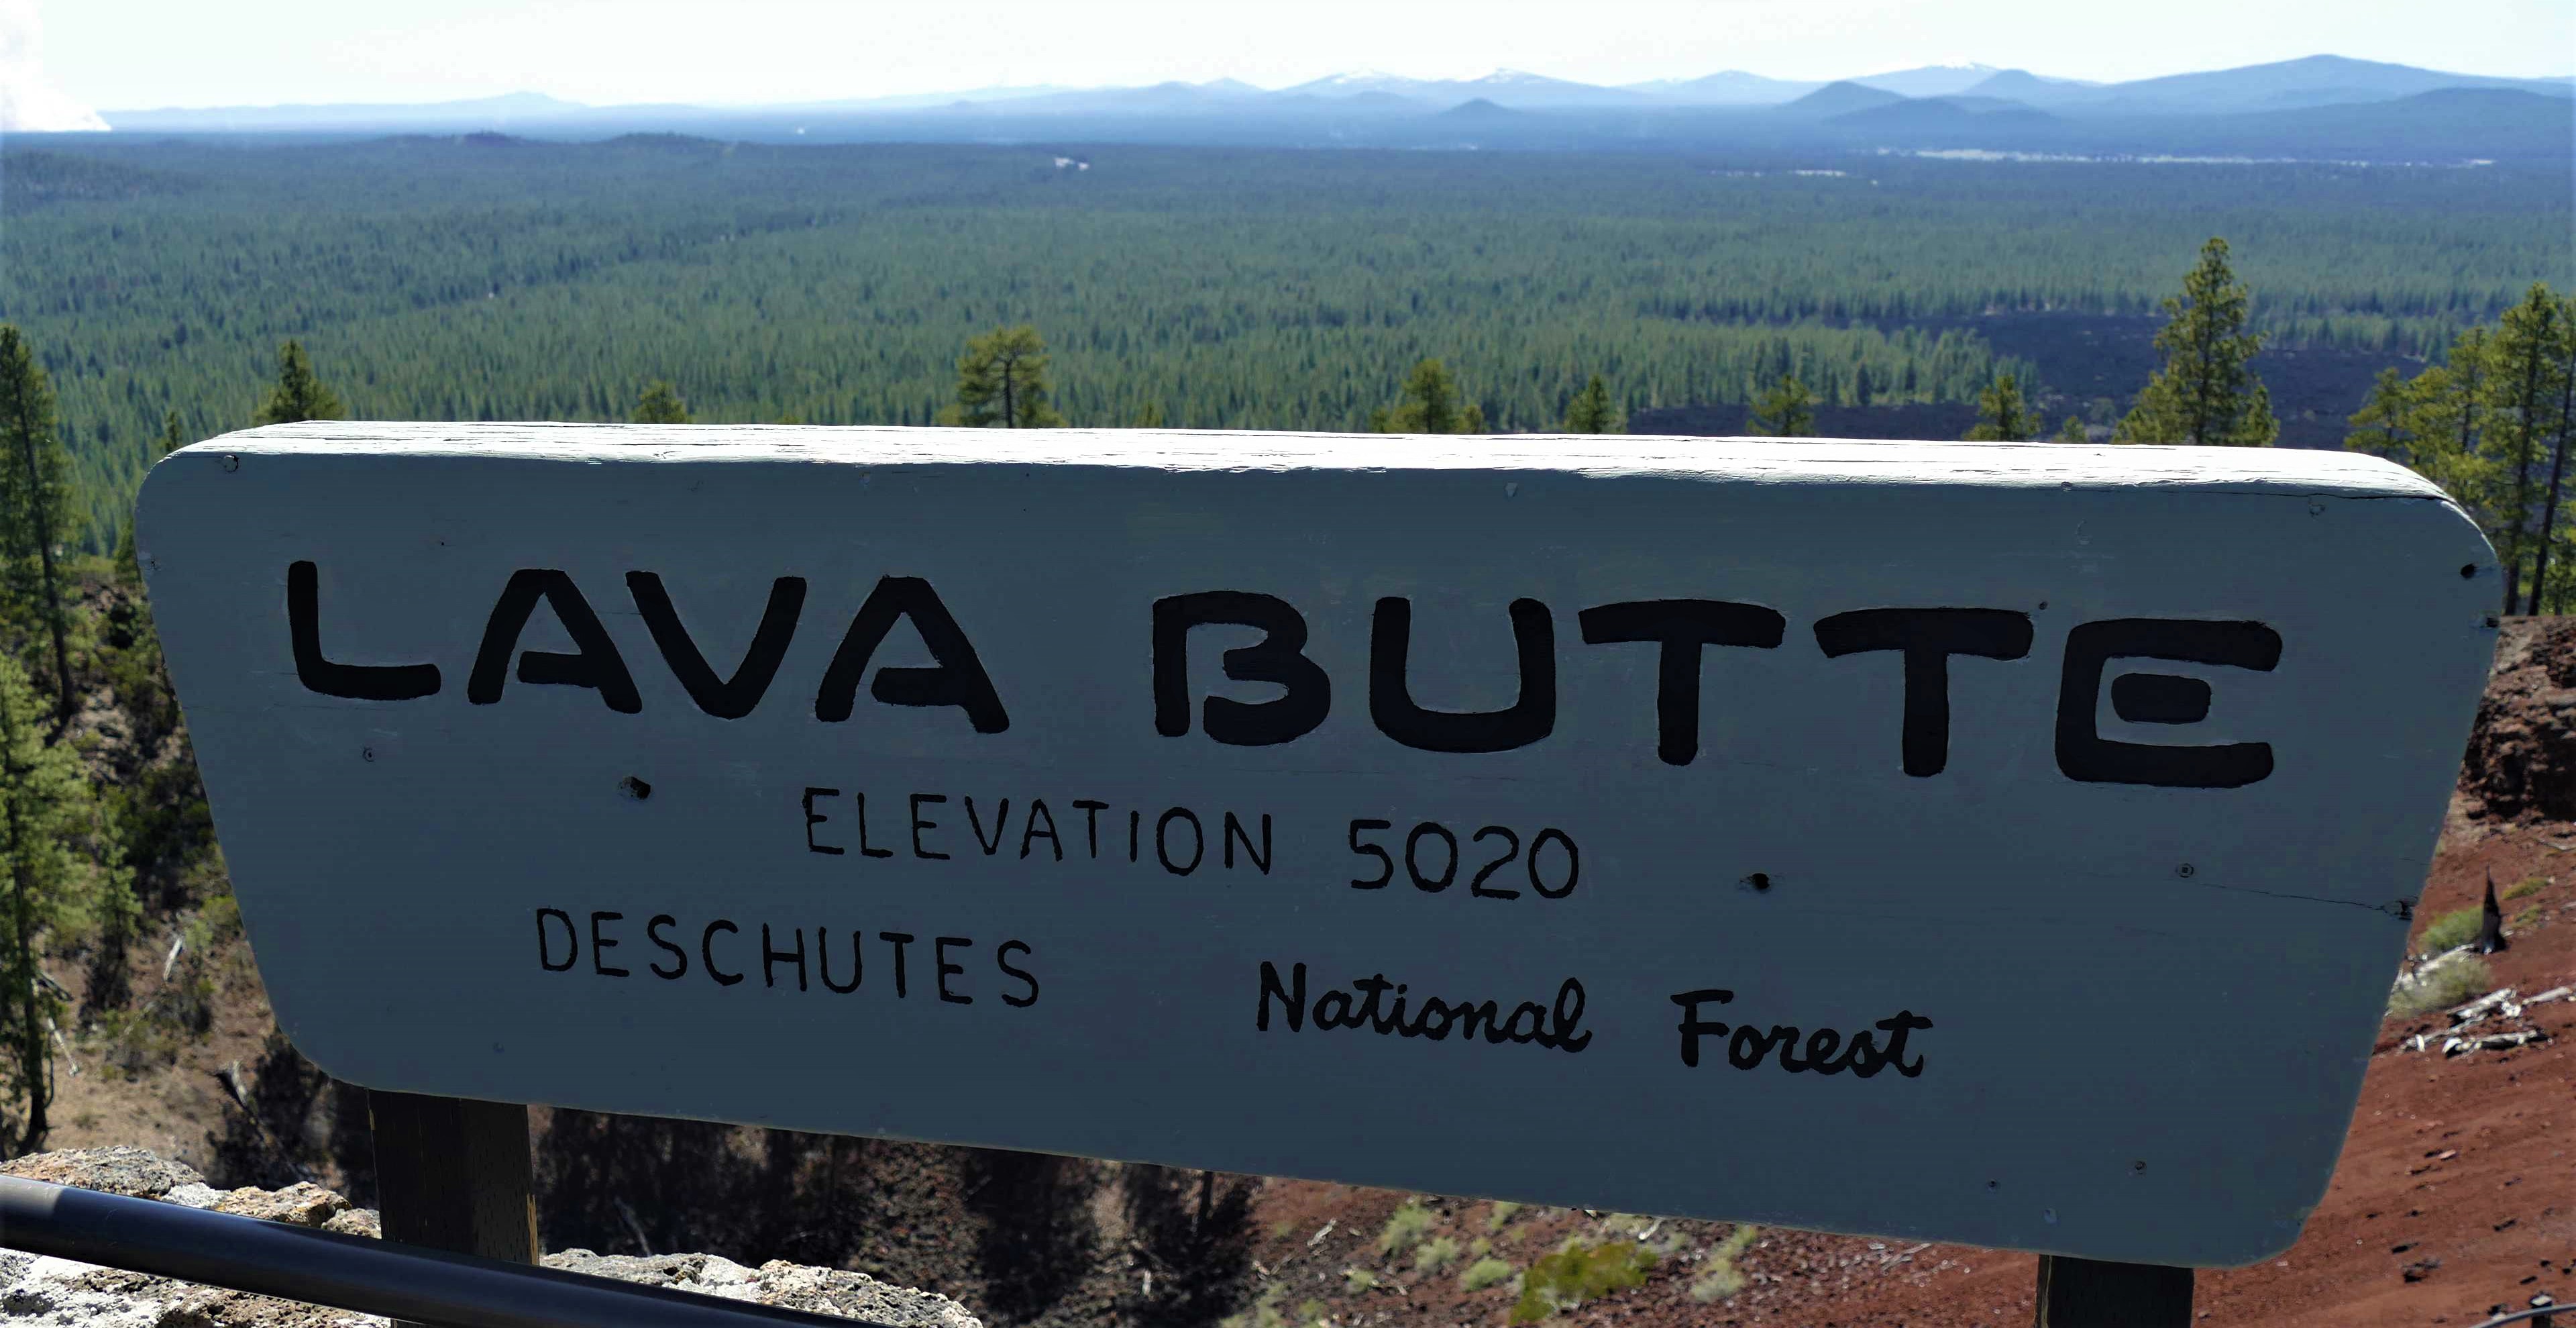 LAVA BUTTE
ELEVATION 5020
DESCHUTES National Forest